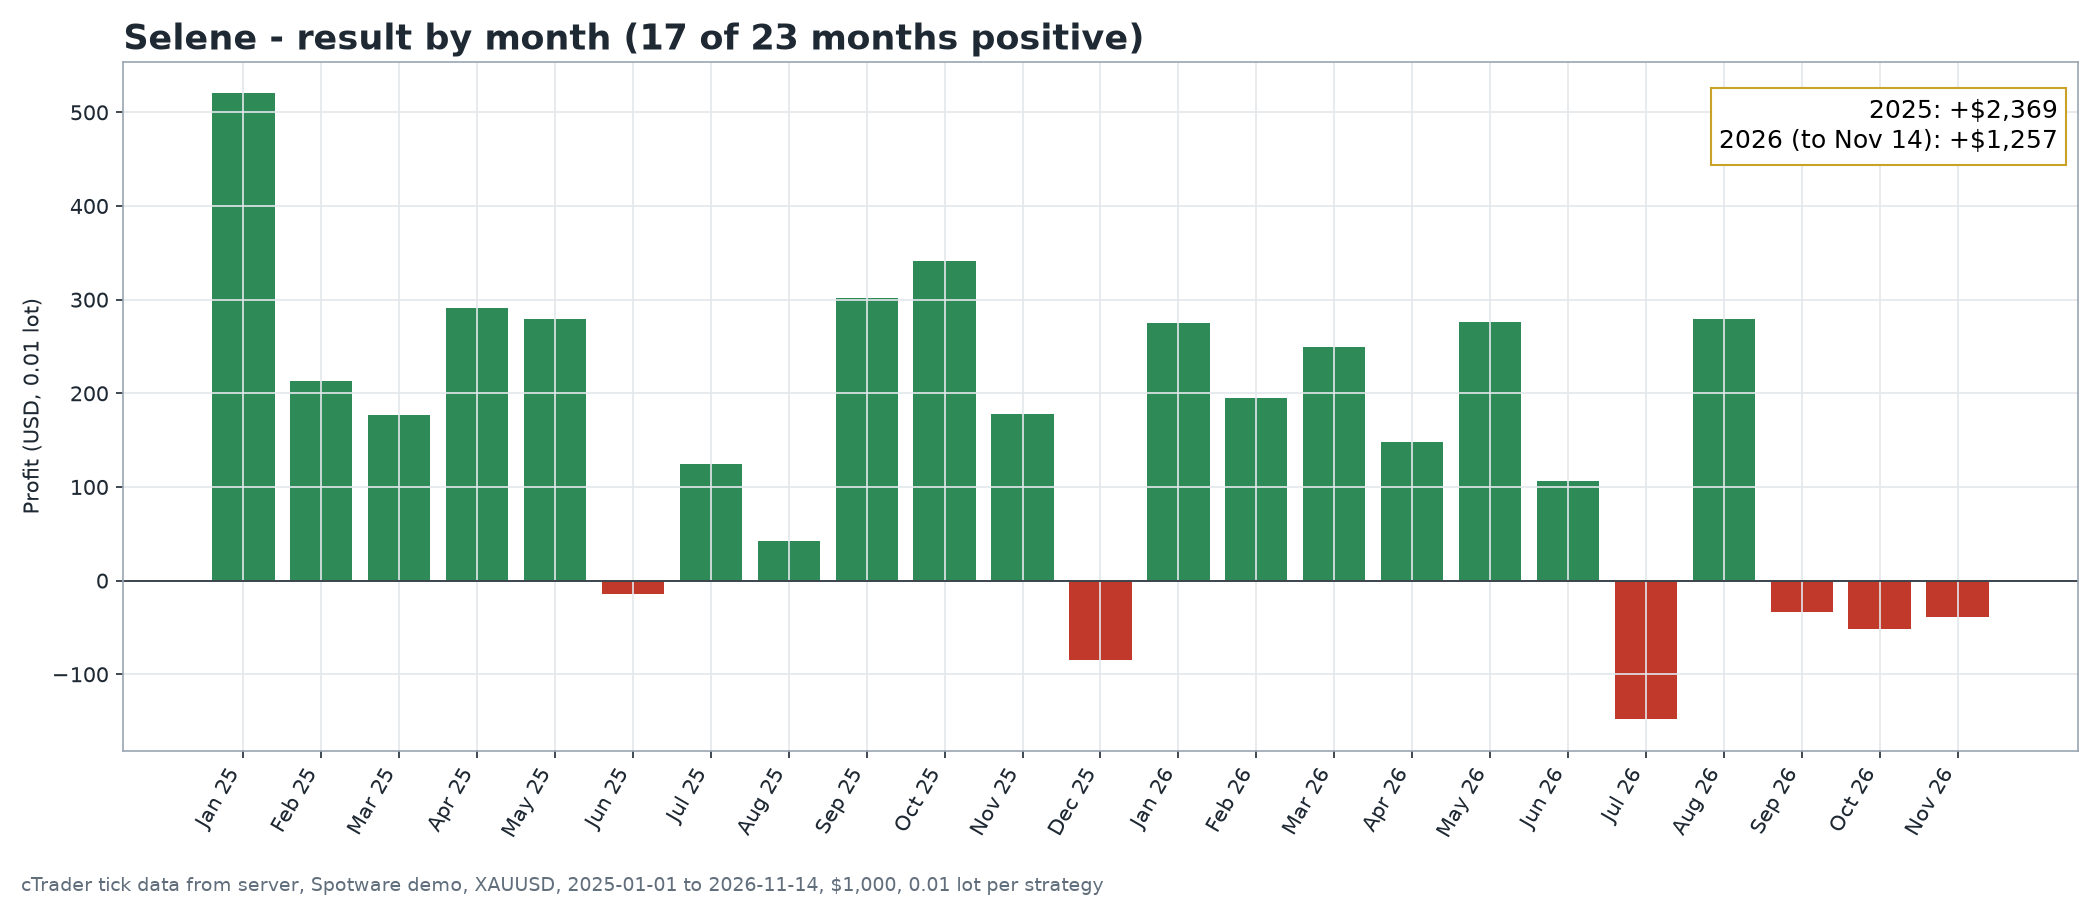 Selene - result by month (17 of 23 months positive)
2025: +$2,369
2026 (to Nov 14): +$1,257
Profit (USD, 0.01 lot)
500
400
300
200
100
0
−100
Jan 25
Feb 25
Mar 25
Apr 25
May 25
Jun 25
Jul 25
Aug 25
Sep 25
Oct 25
Nov 25
Dec 25
Jan 26
Feb 26
Mar 26
Apr 26
May 26
Jun 26
Jul 26
Aug 26
Sep 26
Oct 26
Nov 26
cTrader tick data from server, Spotware demo, XAUUSD, 2025-01-01 to 2026-11-14, $1,000, 0.01 lot per strategy